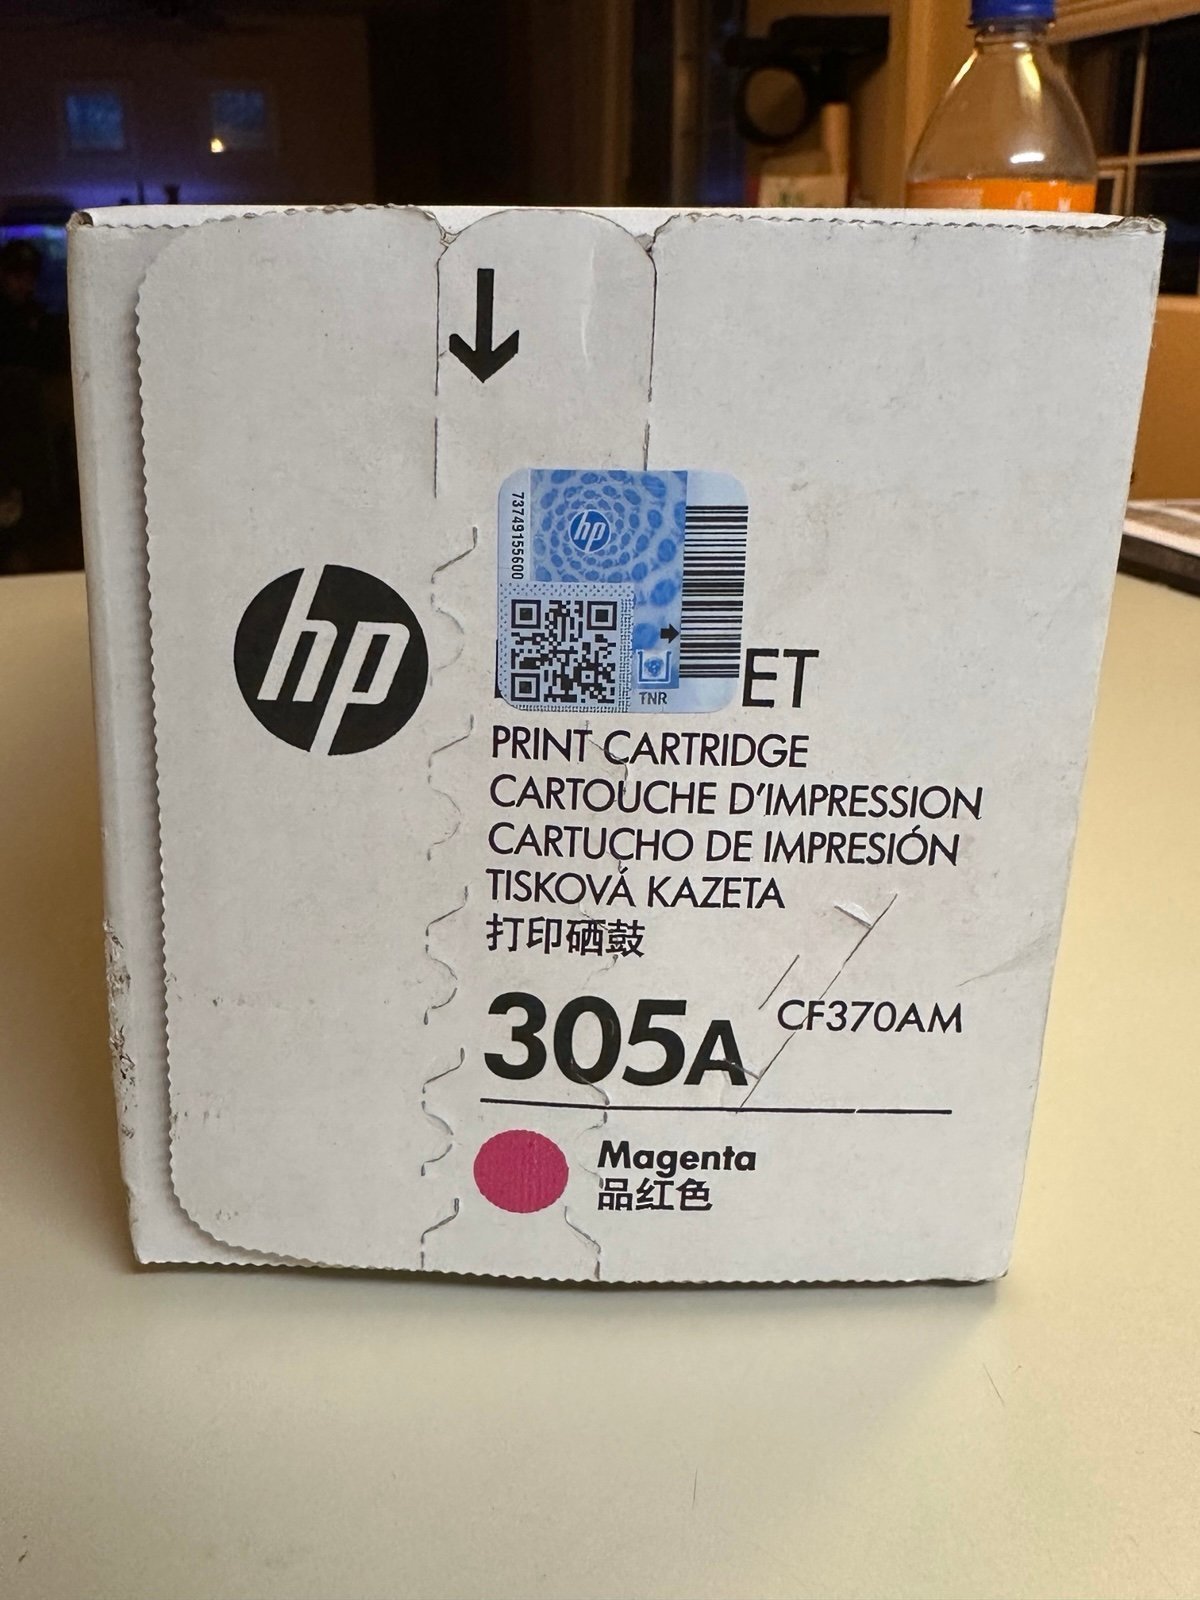 hp
73749155600
hp
TNR
ET
PRINT CARTRIDGE
CARTOUCHE D'IMPRESSION
CARTUCHO DE IMPRESIÓN
TISKOVÁ KAZETA
打印硒鼓
305A CF370AM
Magenta
品红色